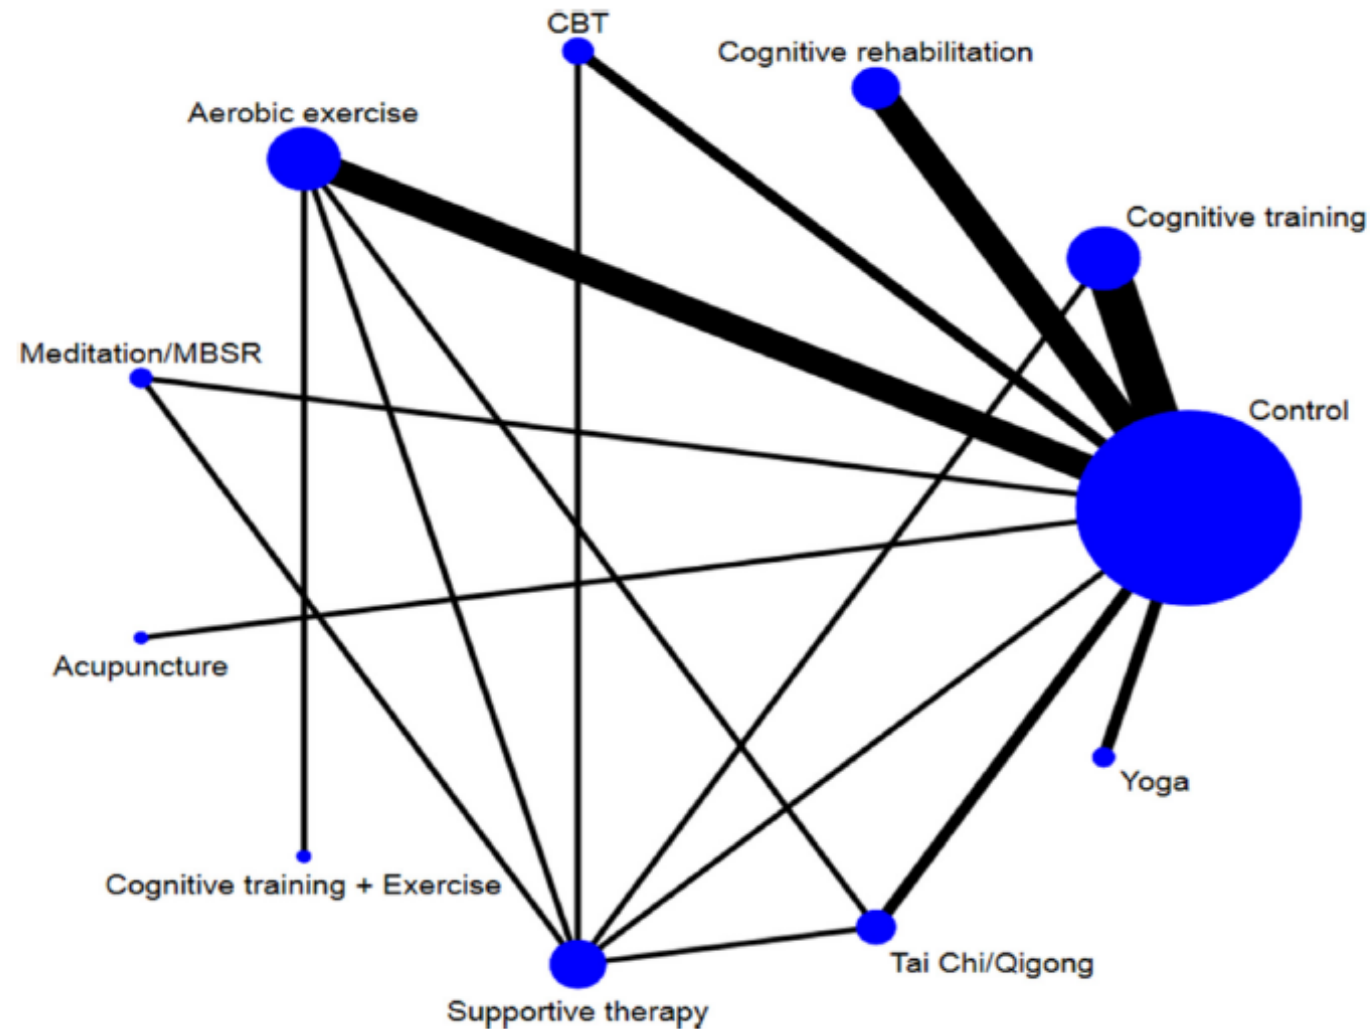 CBT
Cognitive rehabilitation
Aerobic exercise
Cognitive training
Meditation/MBSR
Control
Acupuncture
Yoga
Cognitive training + Exercise
Tai Chi/Qigong
Supportive therapy